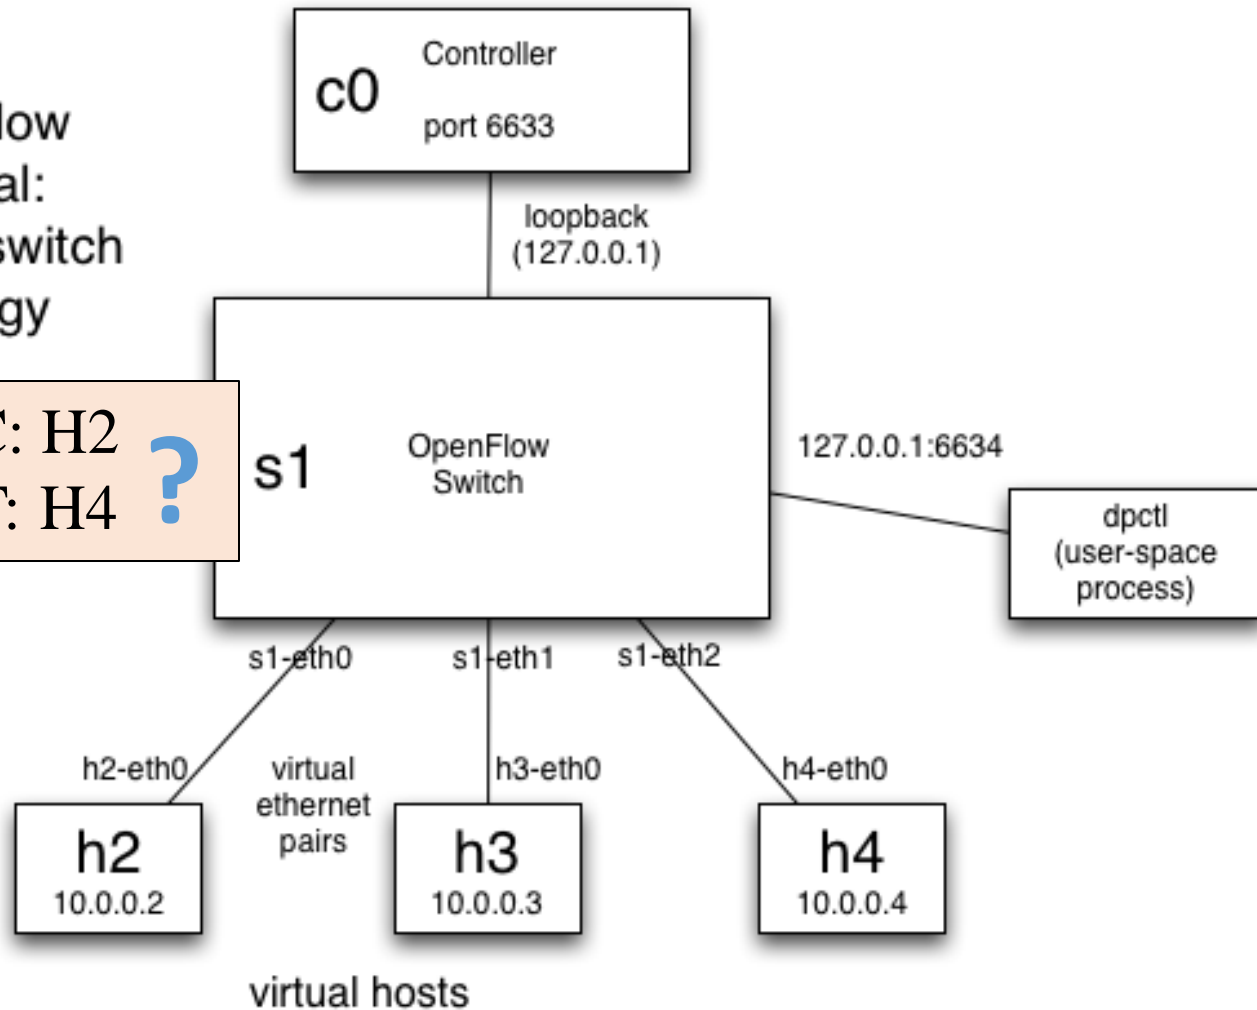 low
al:
switch
gy
c0
Controller
port 6633
loopback
(127.0.0.1)
C: H2
T: H4
?
s1
OpenFlow
Switch
127.0.0.1:6634
dpctl
(user-space
process)
s1-eth0
s1-eth1
s1-eth2
h2-eth0
virtual
ethernet
pairs
h3-eth0
h4-eth0
h2
10.0.0.2
h3
10.0.0.3
h4
10.0.0.4
virtual hosts